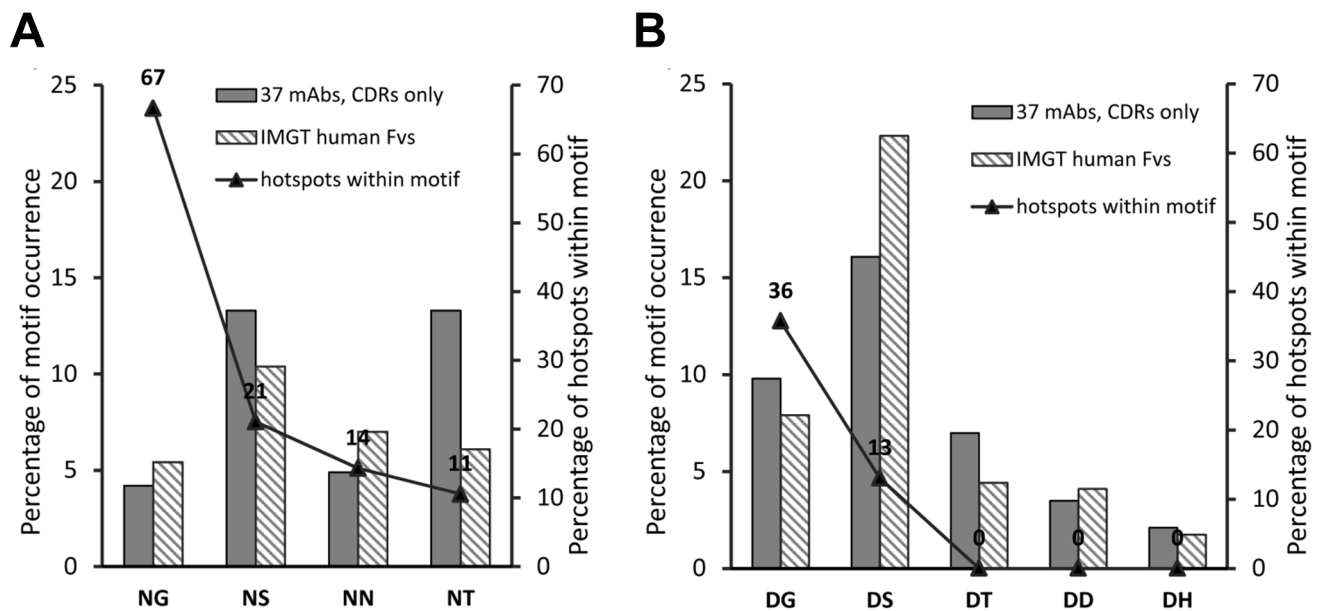 A
B
67
25
20
15
10
5
0
70
60
50
40
30
20
10
0
37 mAbs, CDRs only
IMGT human Fvs
hotspots within motif
21
14
11
NG
NS
NN
NT
Percentage of motif occurrence
Percentage of hotspots within motif
25
20
15
10
5
0
70
60
50
40
30
20
10
0
37 mAbs, CDRs only
IMGT human Fvs
hotspots within motif
36
13
0
0
0
DG
DS
DT
DD
DH
Percentage of motif occurrence
Percentage of hotspots within motif